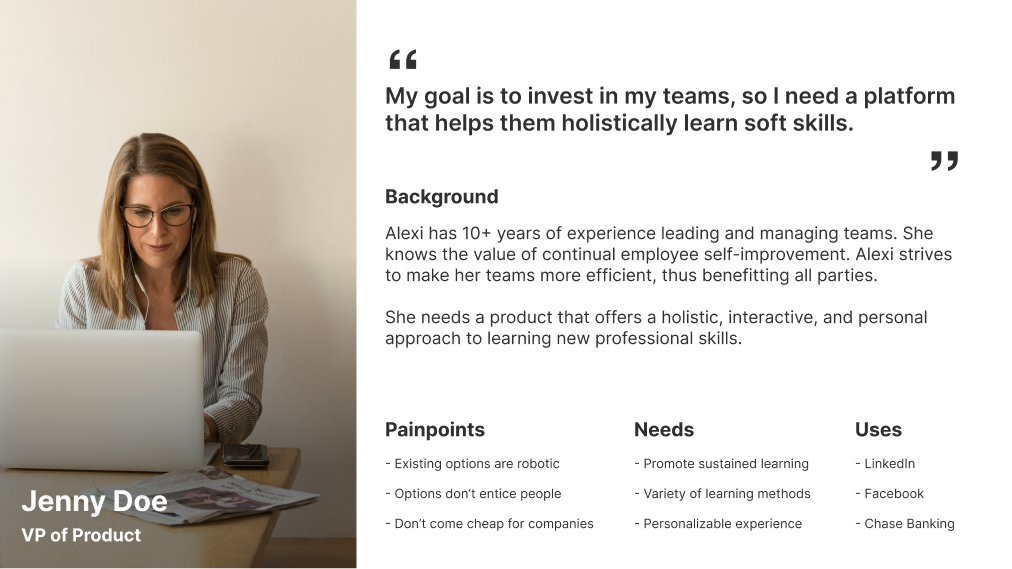 “
My goal is to invest in my teams, so I need a platform
that helps them holistically learn soft skills.
”
Background
Alexi has 10+ years of experience leading and managing teams. She
knows the value of continual employee self-improvement. Alexi strives
to make her teams more efficient, thus benefitting all parties.
She needs a product that offers a holistic, interactive, and personal
approach to learning new professional skills.
Painpoints
- Existing options are robotic
- Options don’t entice people
- Don’t come cheap for companies
Needs
- Promote sustained learning
- Variety of learning methods
- Personalizable experience
Uses
- LinkedIn
- Facebook
- Chase Banking
Jenny Doe
VP of Product